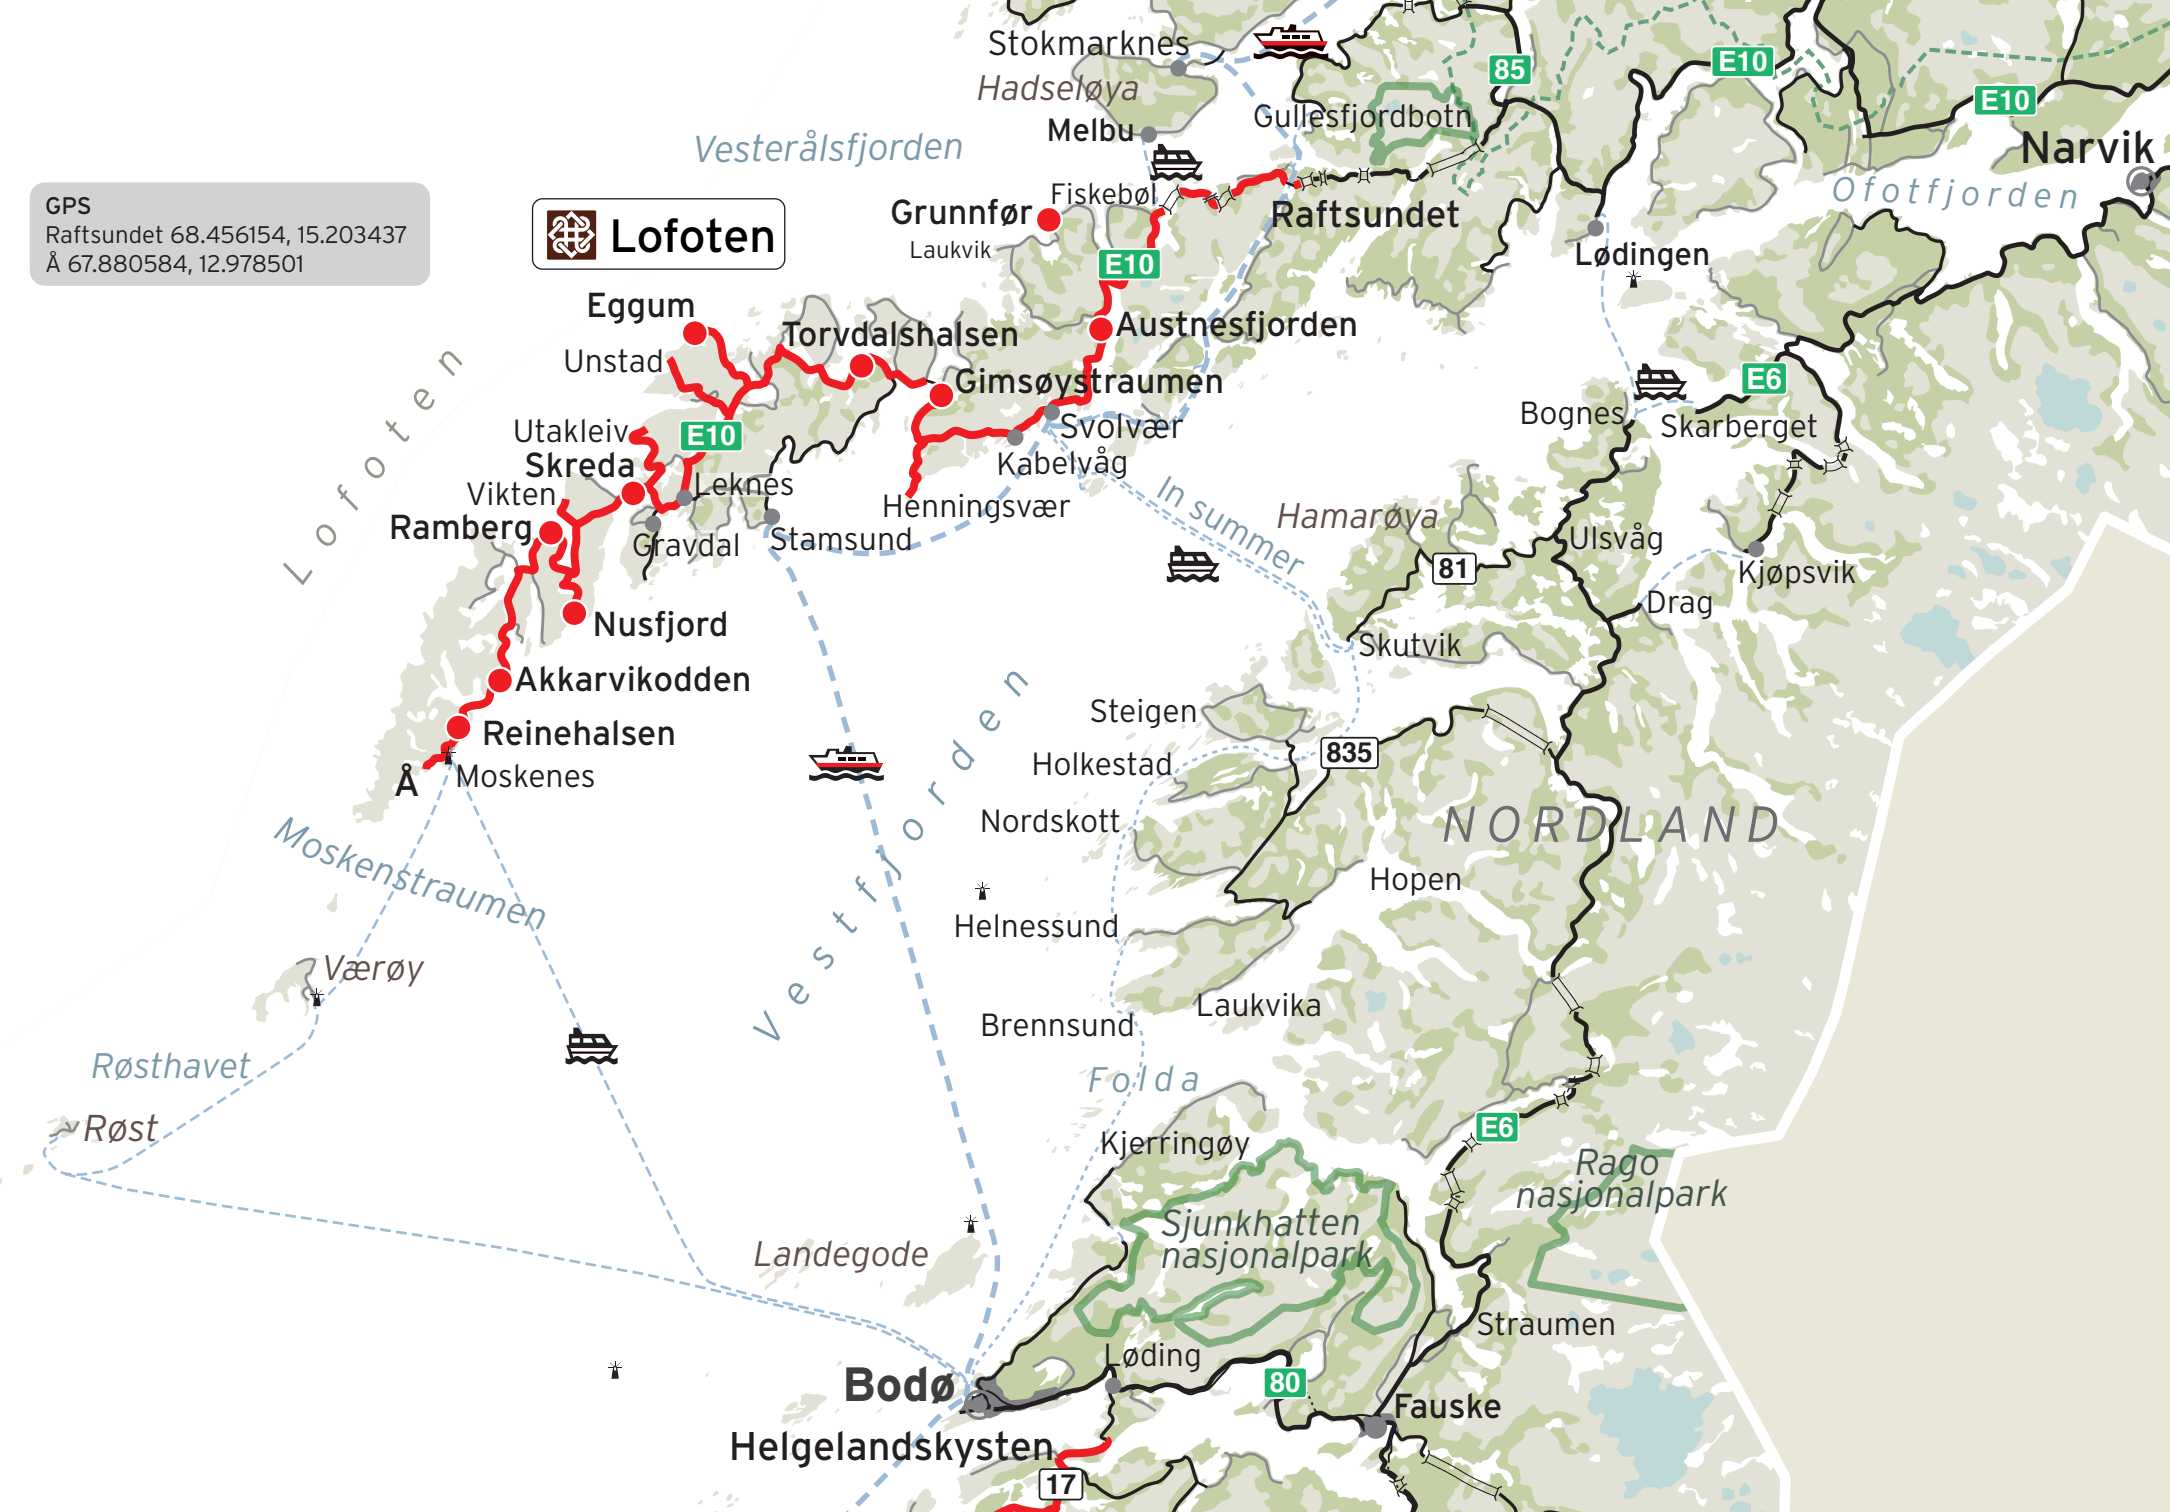 Stokmarknes
Hadseløya
Melbu
85
E10
E10
Gullesfjordbotn
Narvik
Vesterålsfjorden
Ofotfjorden
GPS
Raftsundet 68.456154, 15.203437
Å 67.880584, 12.978501
Lofoten
Fiskebøl
Grunnfør
Laukvik
Raftsundet
E10
Lødingen
Eggum
Unstad
Torvdalshalsen
Austnesfjorden
Gimsøystraumen
Lofoten
E6
Bognes
Skarberget
Utakleiv
E10
Skreda
Svolvær
Kabelvåg
Vikten
Leknes
Henningsvær
Ramberg
Gravdal
Stamsund
In summer
Hamarøya
81
Ulsvåg
Kjøpsvik
Drag
Nusfjord
Skutvik
Akkarvikodden
Steigen
Reinehalsen
835
Å
Moskenes
Holkestad
Nordskott
NORDLAND
Moskenstraumen
Vestfjorden
Hopen
Helnessund
Værøy
Laukvika
Brennsund
Røsthavet
Folda
Røst
Kjerringøy
E6
Rago
nasjonalpark
Sjunkhatten
nasjonalpark
Landegode
Straumen
Løding
Bodø
80
Fauske
Helgelandskysten
17